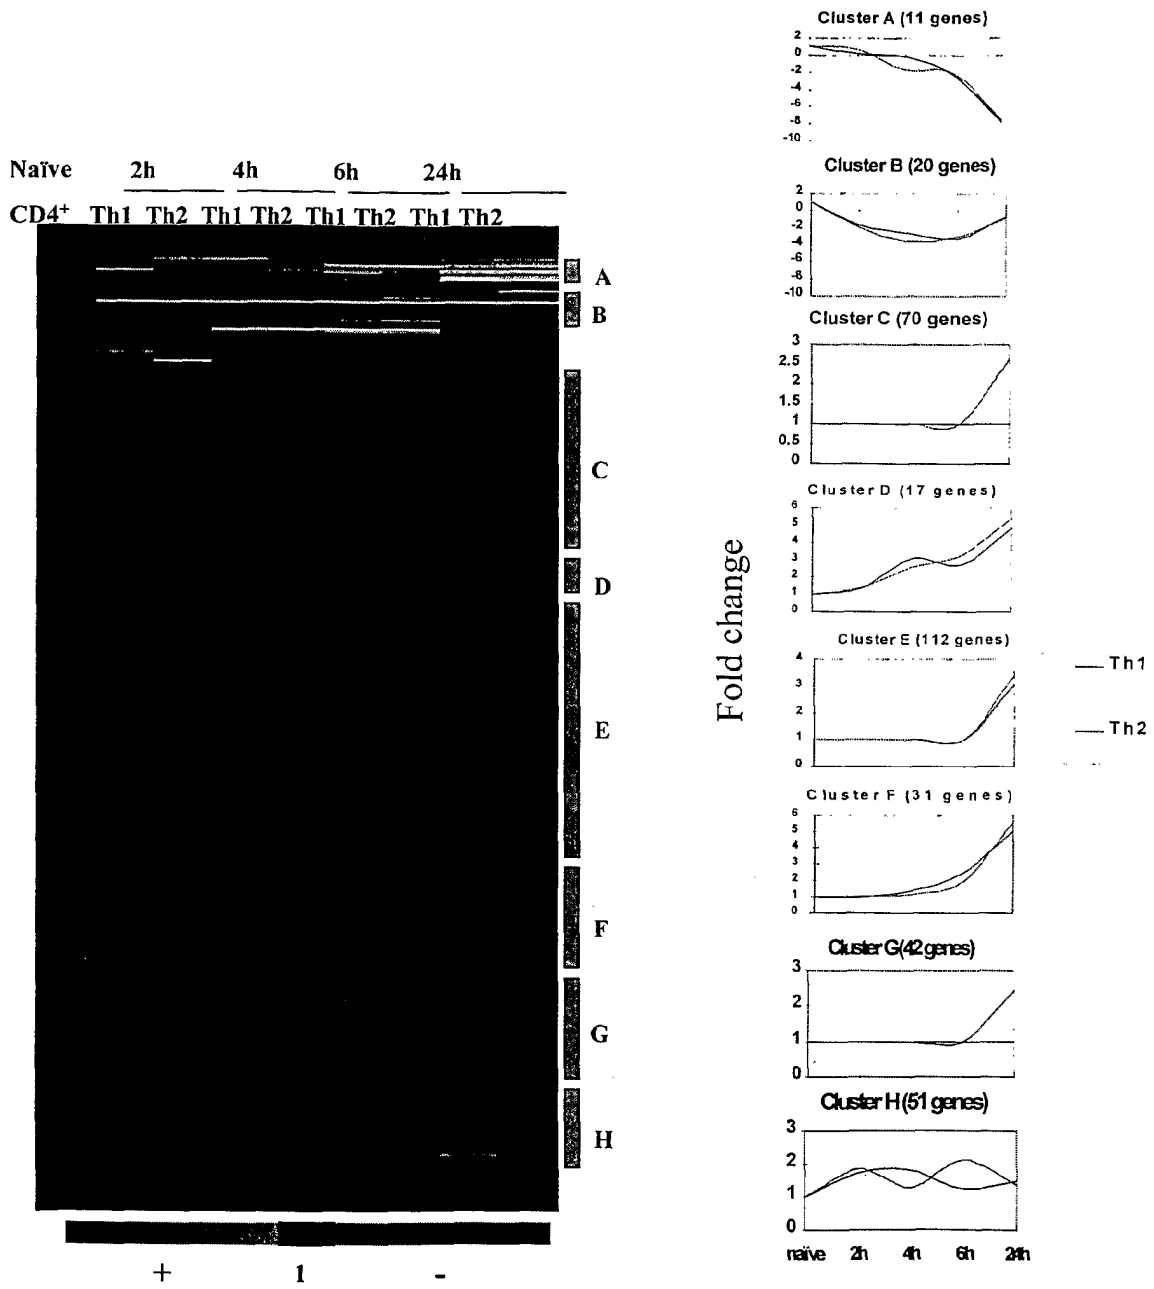 Naïve 2h 4h 6h 24h
CD4+ Th1 Th2 Th1 Th2 Th1 Th2 Th1 Th2
A
B
C
D
E
F
G
H
+ 1 -
Fold change
Cluster A (11 genes)
2
0
-2
-4
-6
-8
-10
Cluster B (20 genes)
2
0
-2
-4
-6
-8
-10
Cluster C (70 genes)
3
2.5
2
1.5
1
0.5
0
Cluster D (17 genes)
6
5
4
3
2
1
0
Cluster E (112 genes)
4
3
2
1
0
Cluster F (31 genes)
6
5
4
3
2
1
0
Cluster G (42 genes)
3
2
1
0
Cluster H (51 genes)
3
2
1
0
naïve 2h 4h 6h 24h
Th1
Th2